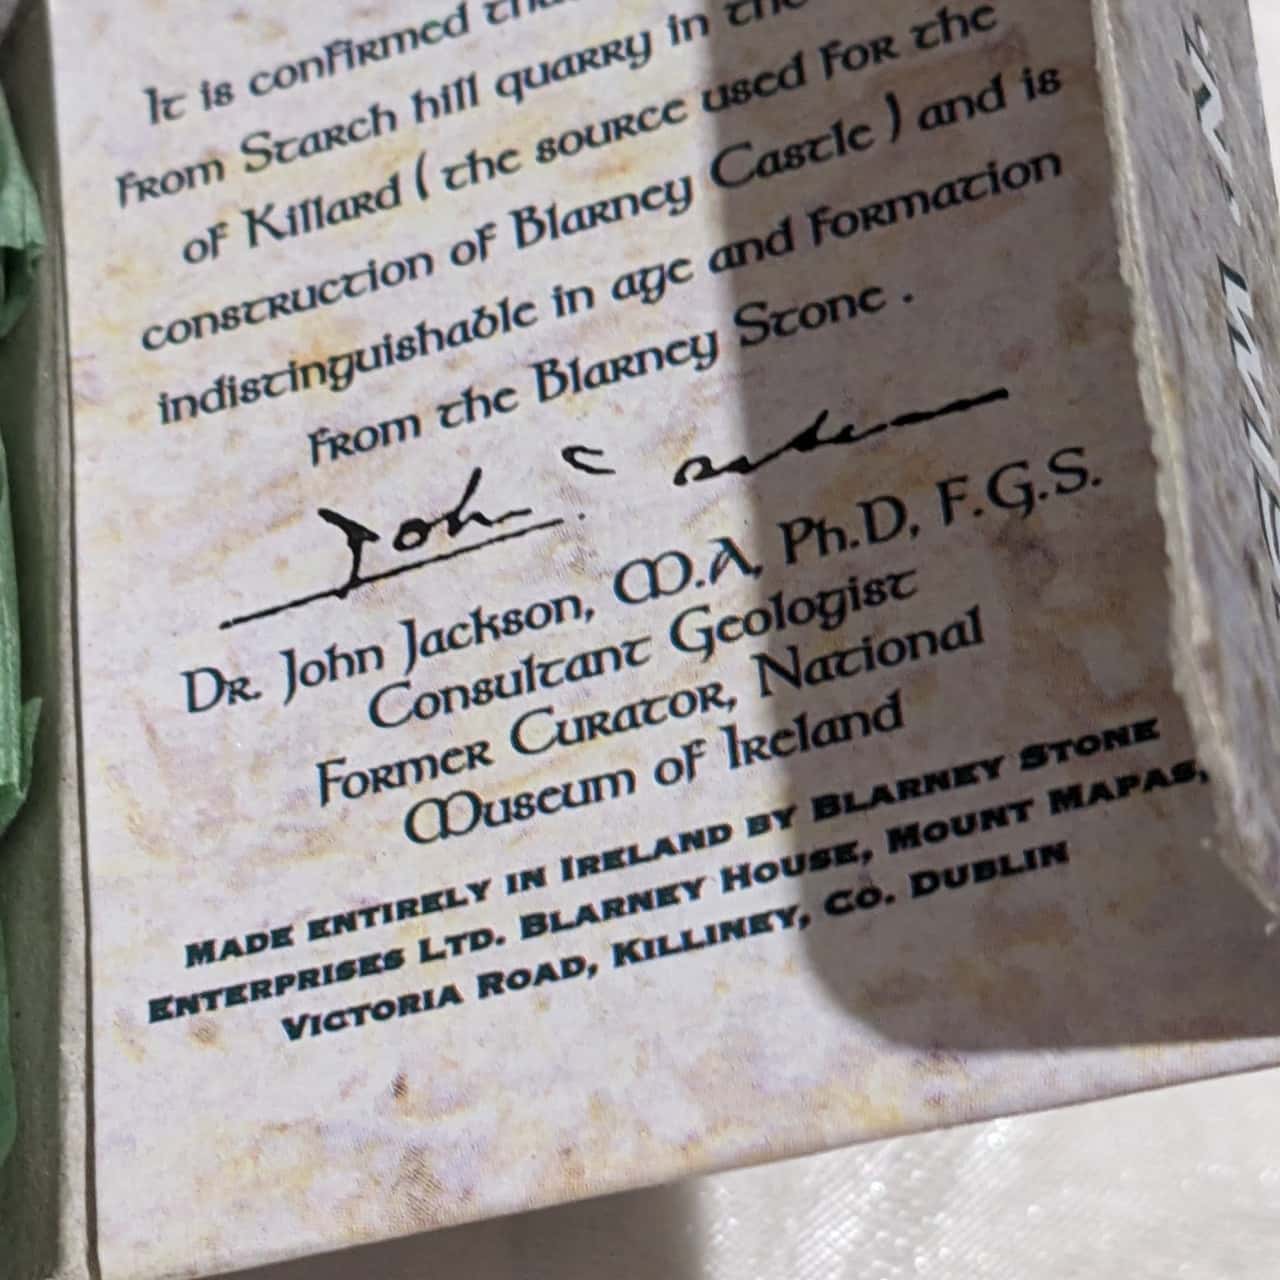 It is confirmed
from Starch hill quarry in the
of Killard ( the source used for the
construction of Blarney Castle ) and is
indistinguishable in age and formation
from the Blarney Stone .
John Jackson
Dr. John Jackson, M.A, Ph.D, F.G.S.
Consultant Geologist
Former Curator, National
Museum of Ireland
Made entirely in Ireland by Blarney Stone
Enterprises Ltd. Blarney House, Mount Mapas,
Victoria Road, Killiney, Co. Dublin